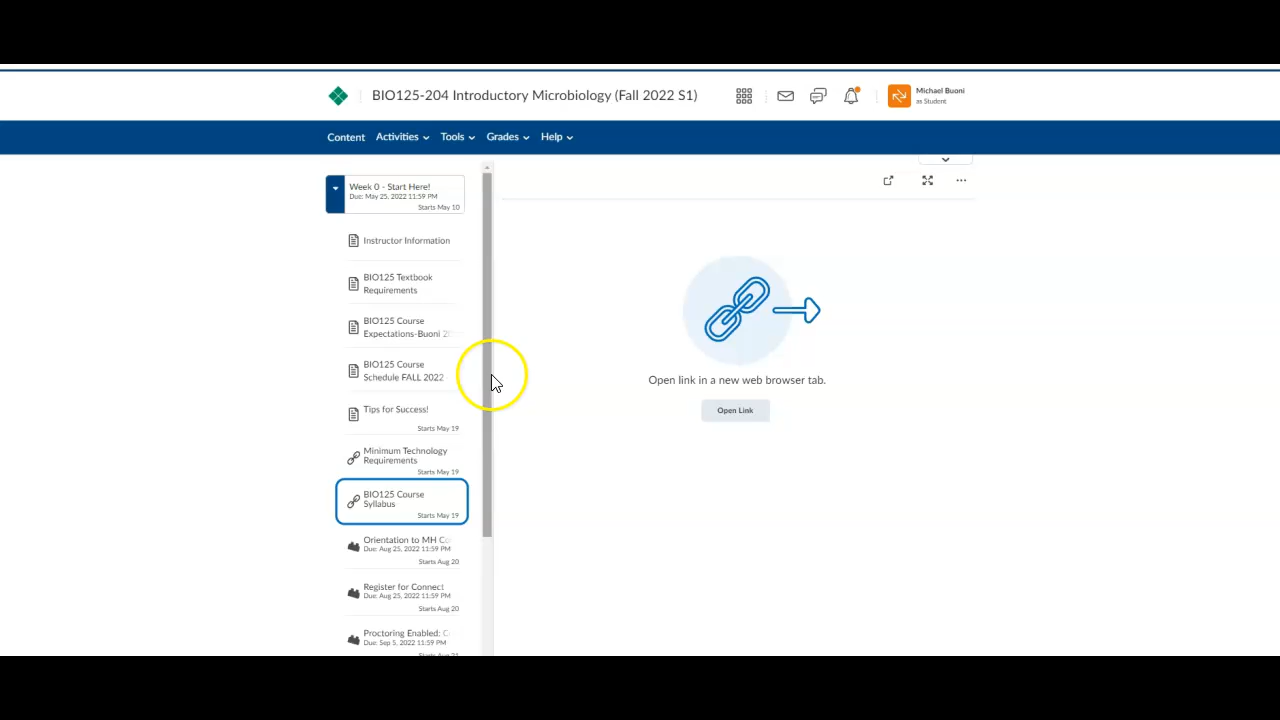 BIO125-204 Introductory Microbiology (Fall 2022 S1)
Michael Buoni
as Student
Content Activities Tools Grades Help
Week 0 - Start Here!
Due: May 25, 2022 11:59 PM
Starts May 10
Instructor Information
BIO125 Textbook
Requirements
BIO125 Course
Expectations-Buoni
BIO125 Course
Schedule FALL 2022
Tips for Success!
Starts May 19
Minimum Technology
Requirements
Starts May 19
BIO125 Course
Syllabus
Starts May 19
Orientation to MH
Due: Aug 25, 2022 11:59 PM
Starts Aug 20
Register for Connect
Due: Aug 25, 2022 11:59 PM
Starts Aug 20
Proctoring Enabled:
Due: Sep 5, 2022 11:59 PM
Open link in a new web browser tab.
Open Link